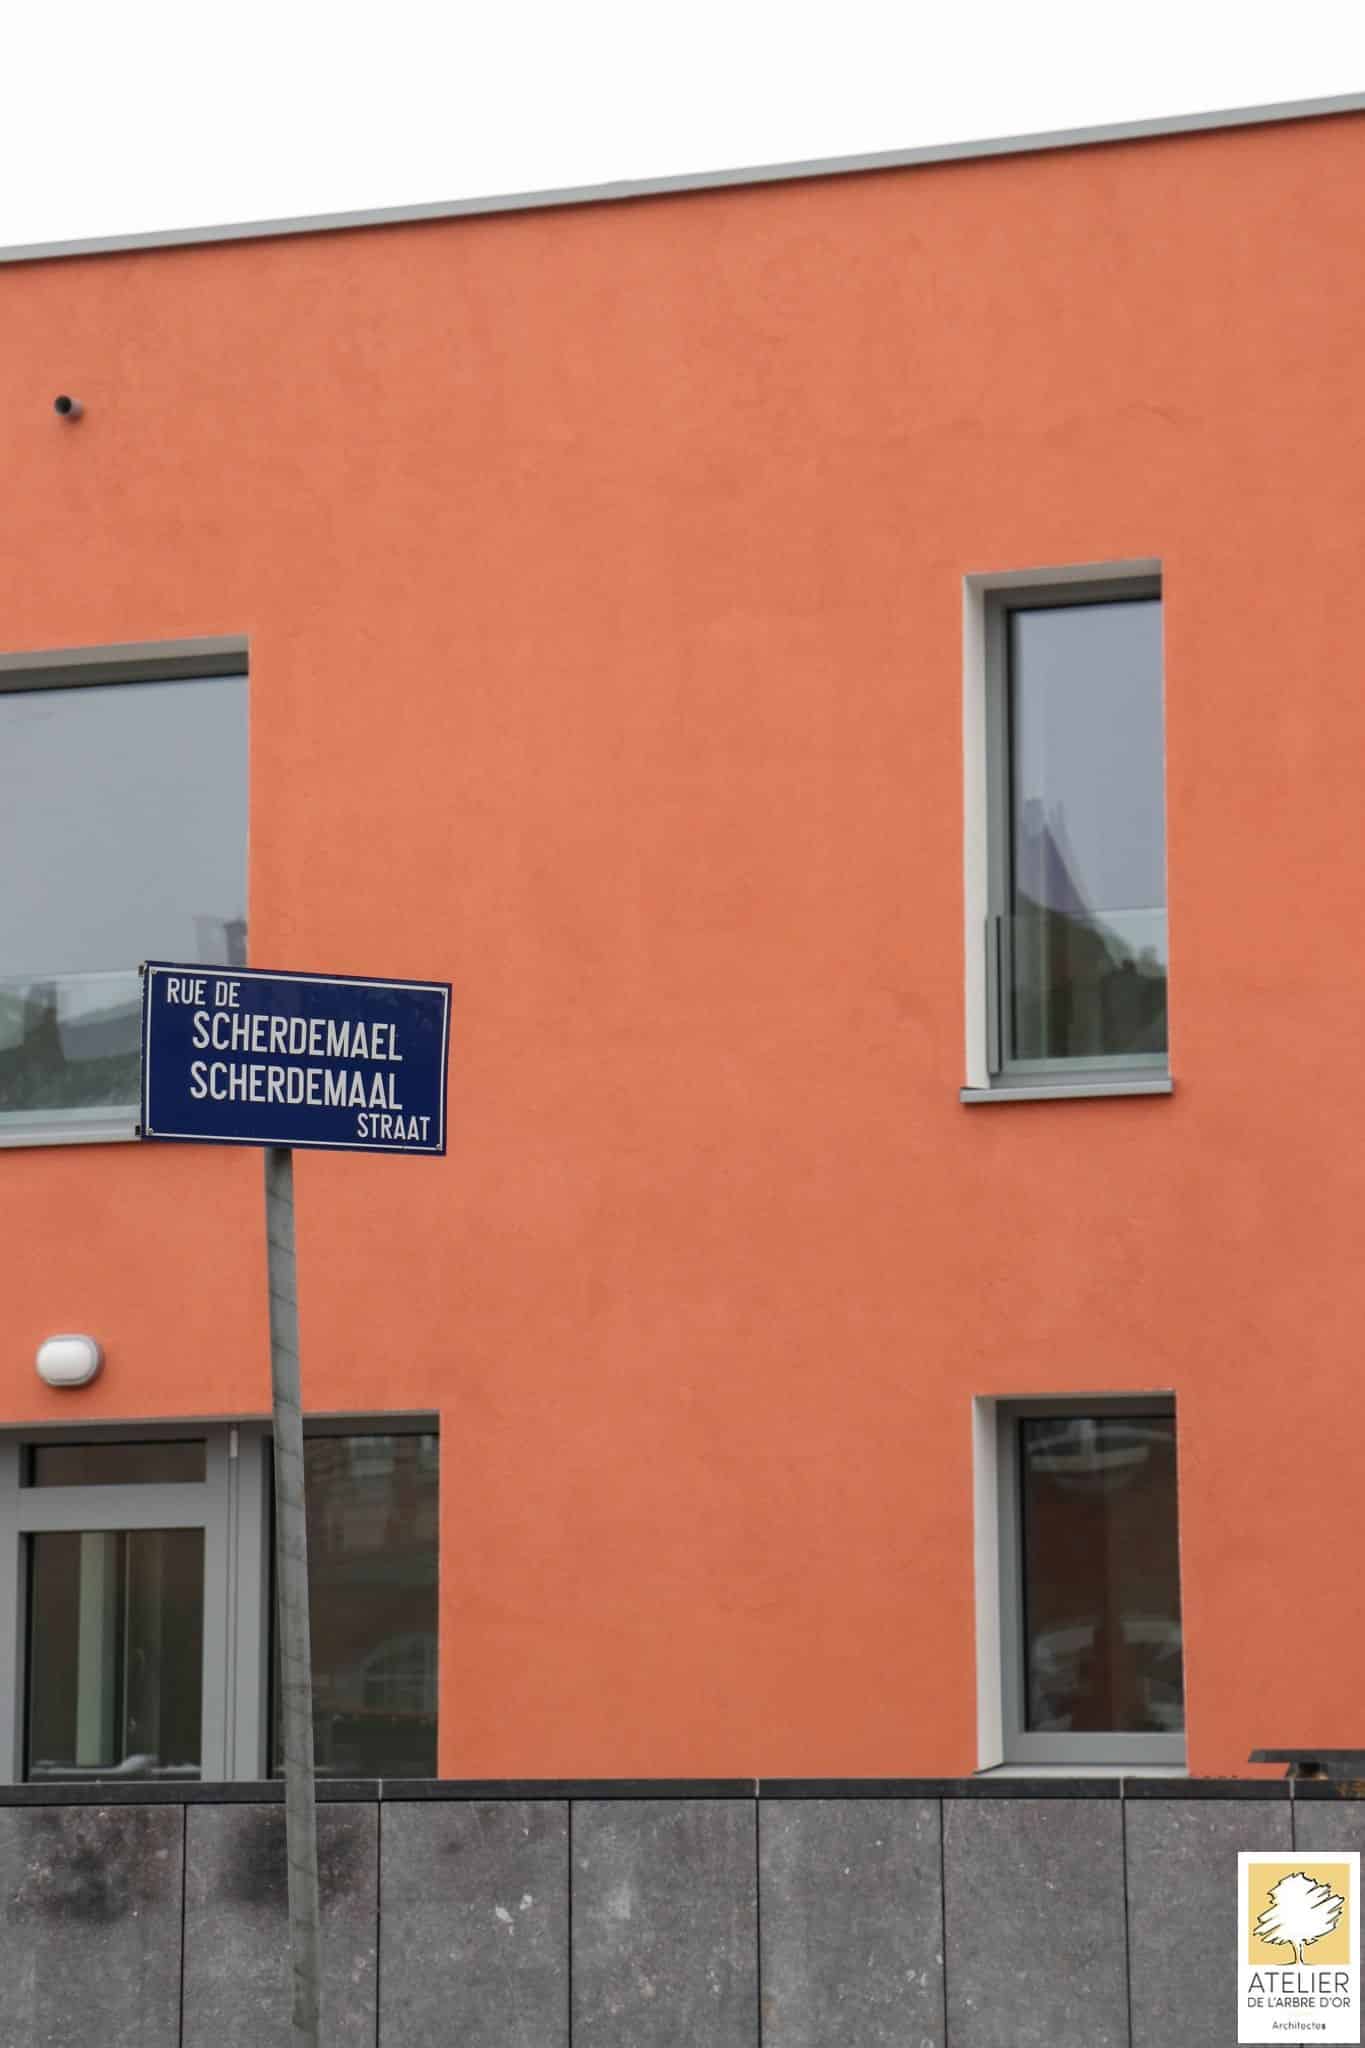 RUE DE
SCHERDEMAEL
SCHERDEMAAL
STRAAT
ATELIER
DE L'ARBRE D'OR
Architectes